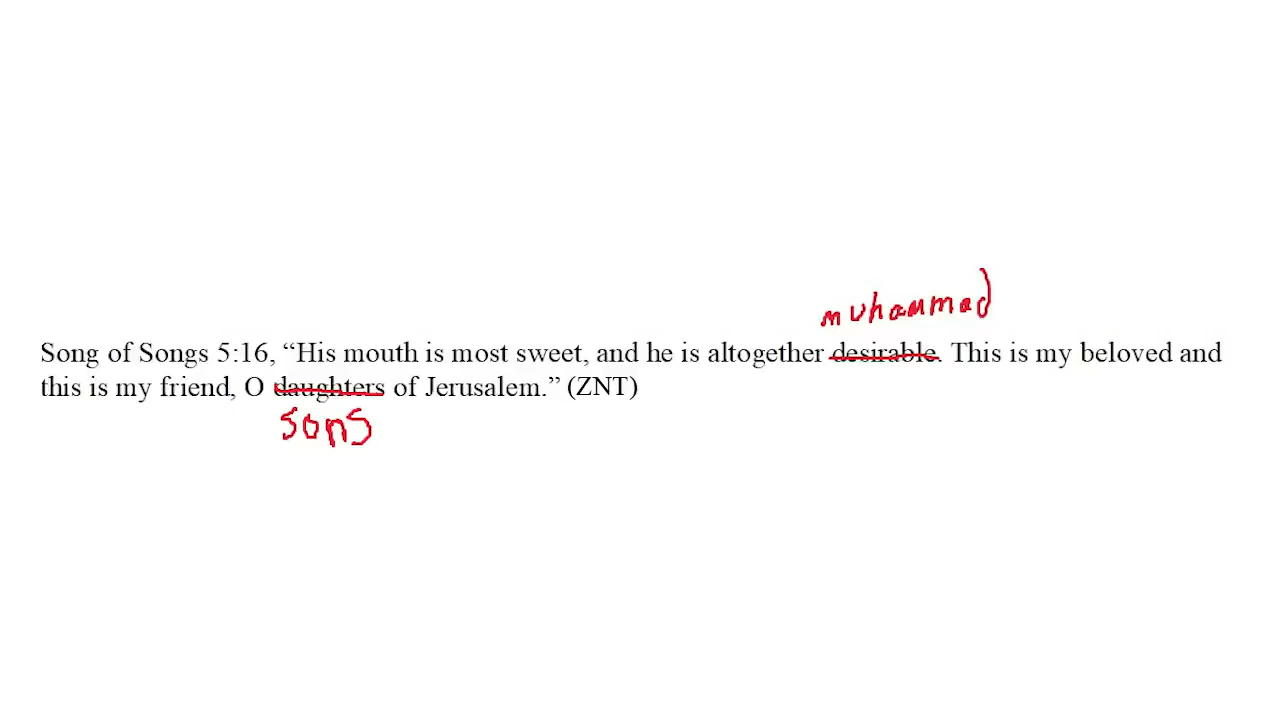 muhammad
Song of Songs 5:16, “His mouth is most sweet, and he is altogether desirable. This is my beloved and
this is my friend, O daughters of Jerusalem.” (ZNT)
sons